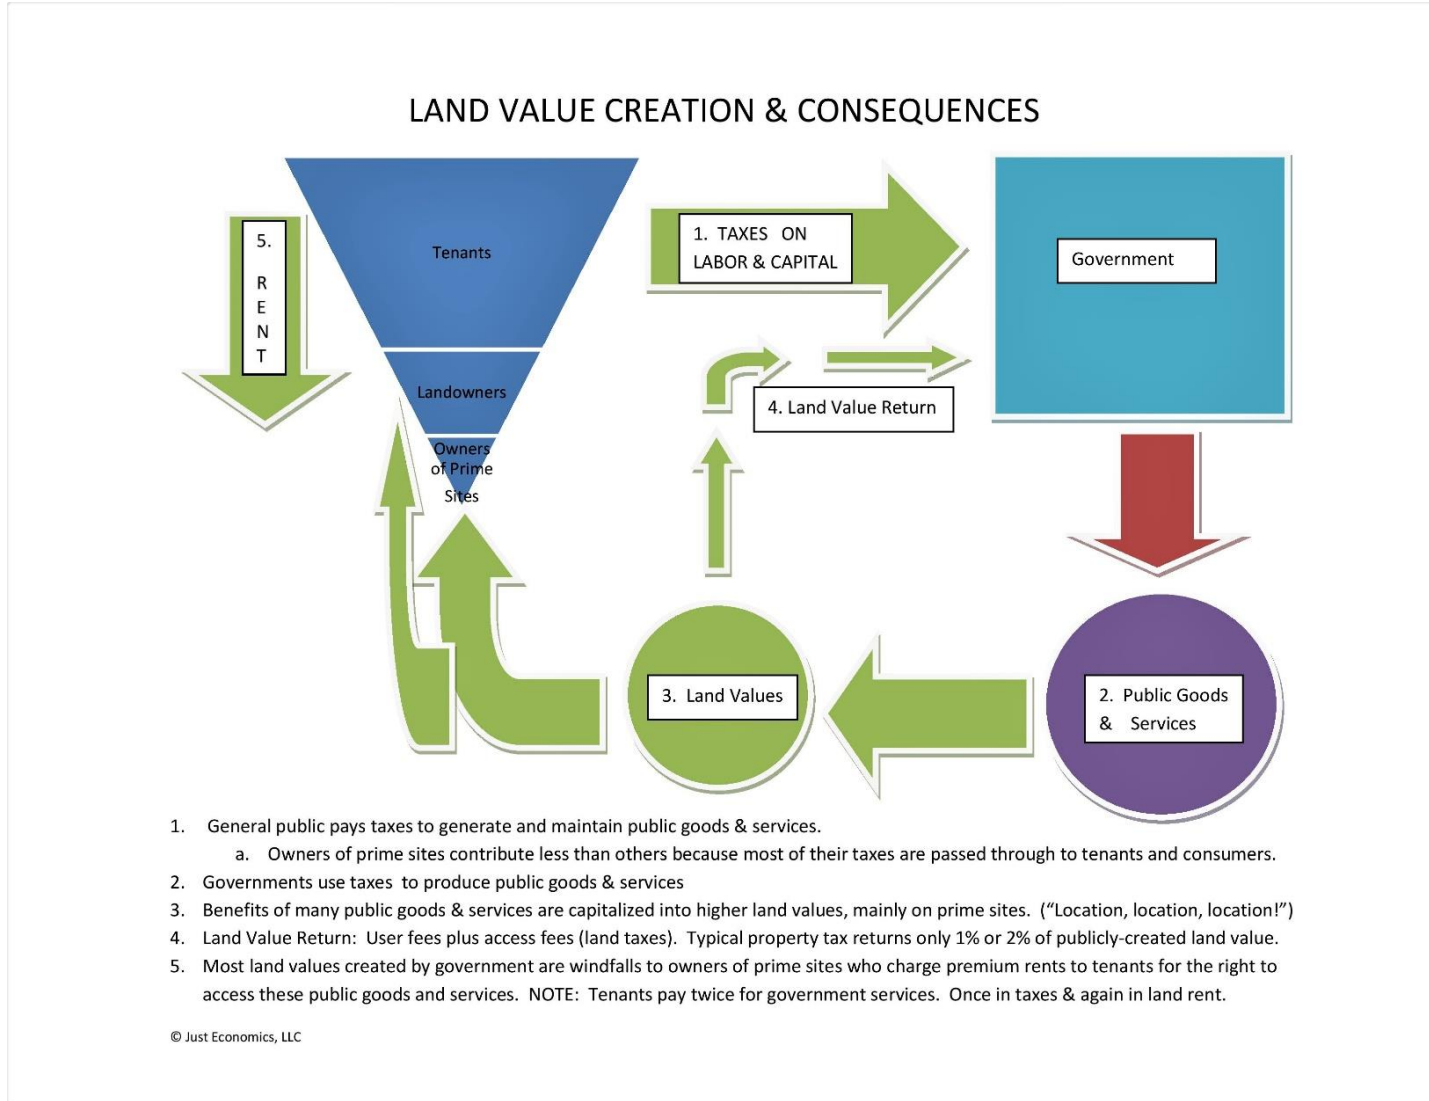 LAND VALUE CREATION & CONSEQUENCES
5.
R
E
N
T
Tenants
Landowners
Owners
of Prime
Sites
1. TAXES ON
LABOR & CAPITAL
Government
4. Land Value Return
3. Land Values
2. Public Goods
& Services
1. General public pays taxes to generate and maintain public goods & services.
a. Owners of prime sites contribute less than others because most of their taxes are passed through to tenants and consumers.
2. Governments use taxes to produce public goods & services
3. Benefits of many public goods & services are capitalized into higher land values, mainly on prime sites. (“Location, location, location!”)
4. Land Value Return: User fees plus access fees (land taxes). Typical property tax returns only 1% or 2% of publicly-created land value.
5. Most land values created by government are windfalls to owners of prime sites who charge premium rents to tenants for the right to
access these public goods and services. NOTE: Tenants pay twice for government services. Once in taxes & again in land rent.
© Just Economics, LLC